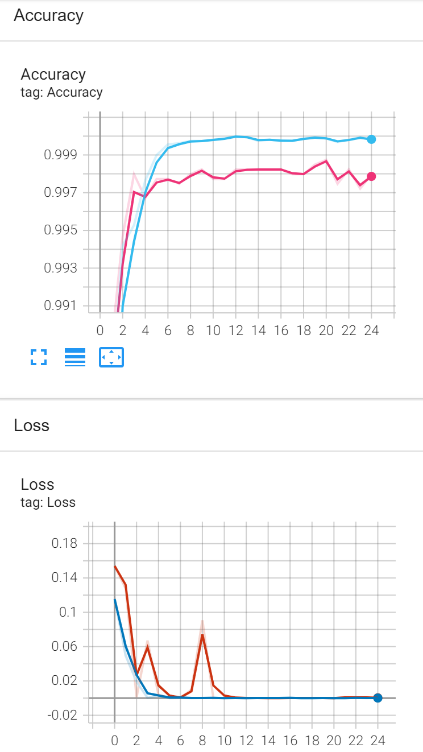 Accuracy
Accuracy
tag: Accuracy
0.999
0.997
0.995
0.993
0.991
0 2 4 6 8 10 12 14 16 18 20 22 24
Loss
Loss
tag: Loss
0.18
0.14
0.1
0.06
0.02
-0.02
0 2 4 6 8 10 12 14 16 18 20 22 24